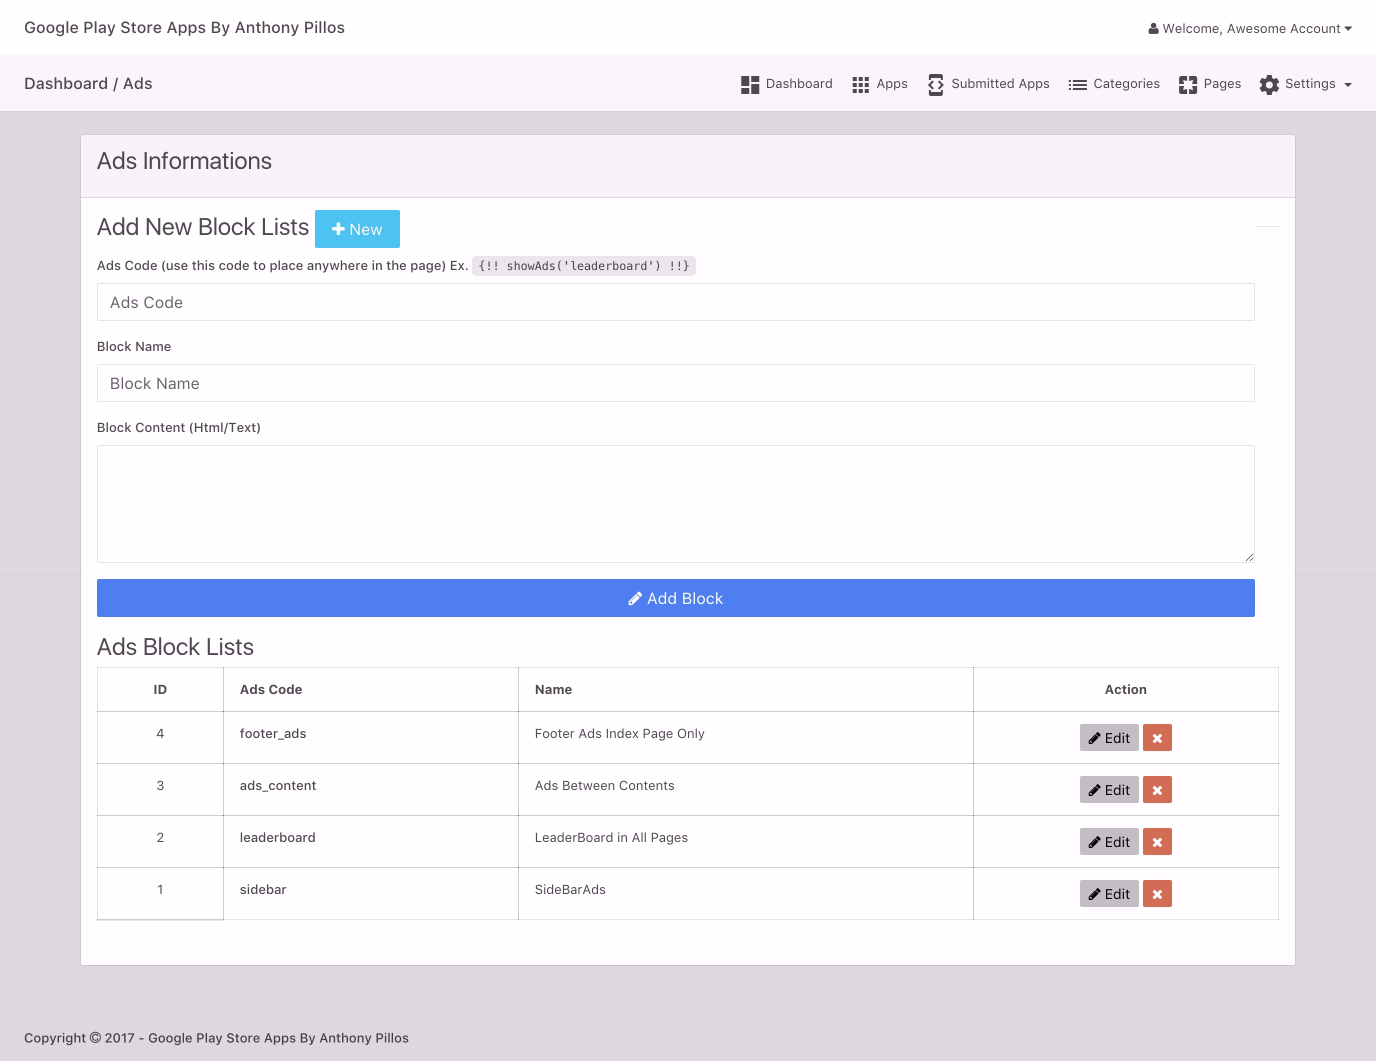 Google Play Store Apps By Anthony Pillos
Welcome, Awesome Account
Dashboard / Ads
Dashboard Apps Submitted Apps Categories Pages Settings
Ads Informations
Add New Block Lists New
Ads Code (use this code to place anywhere in the page) Ex. {!! showAds('leaderboard') !!}
Ads Code
Block Name
Block Name
Block Content (Html/Text)
Add Block
Ads Block Lists
ID Ads Code Name Action
4 footer_ads Footer Ads Index Page Only Edit
3 ads_content Ads Between Contents Edit
2 leaderboard LeaderBoard in All Pages Edit
1 sidebar SideBarAds Edit
Copyright © 2017 - Google Play Store Apps By Anthony Pillos